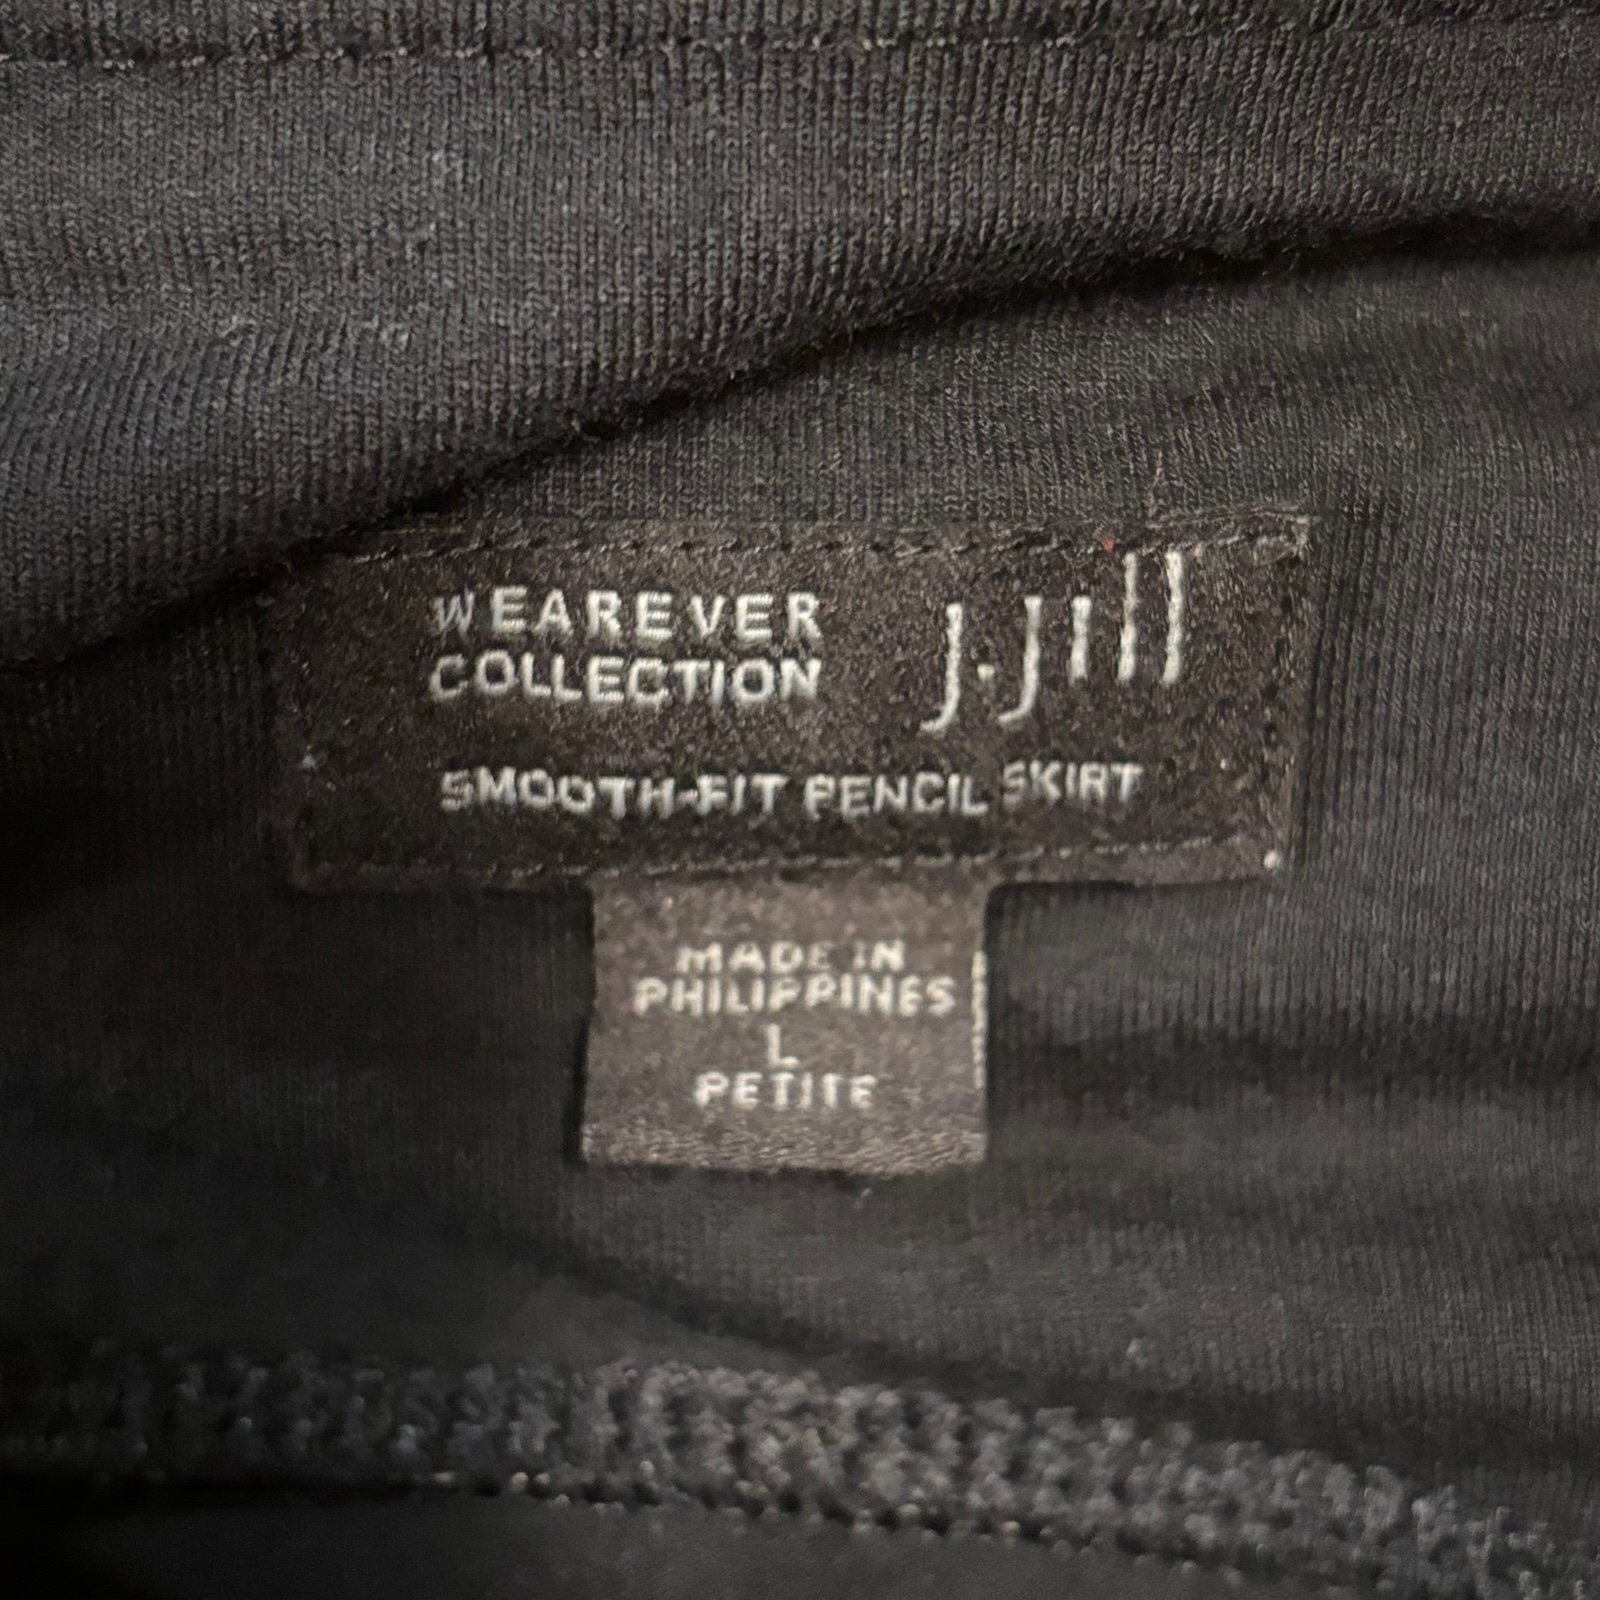 WEAREVER
COLLECTION
J.Jill
SMOOTH-FIT PENCIL SKIRT
MADE IN
PHILIPPINES
L
PETITE